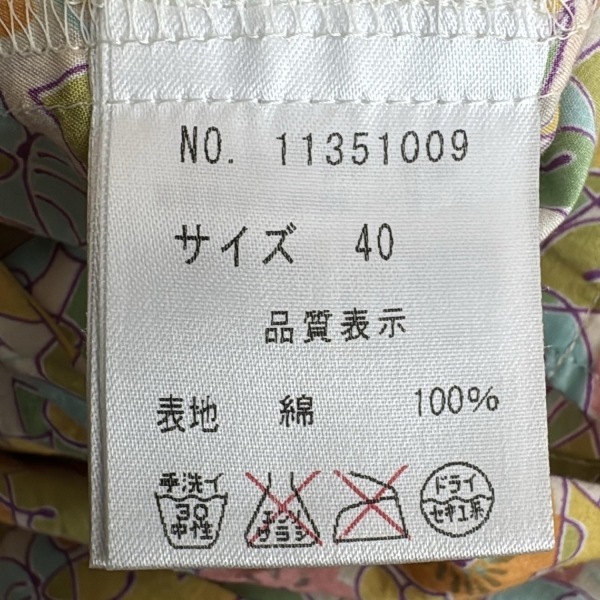 NO. 11351009
サイズ 40
品質表示
表地 綿 100%
手洗イ
30
中性
エンソ
サラシ
ドライ
セキユ系